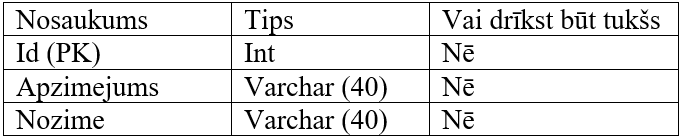 Nosaukums Tips Vai drīkst būt tukšs
Id (PK) Int Nē
Apzimejums Varchar (40) Nē
Nozime Varchar (40) Nē